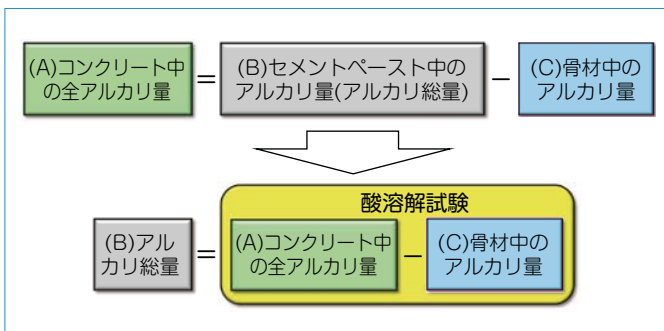 (A)コンクリート中
の全アルカリ量
=
(B)セメントペースト中の
アルカリ量(アルカリ総量)
−
(C)骨材中の
アルカリ量
酸溶解試験
(B)アル
カリ総量
=
(A)コンクリート中
の全アルカリ量
−
(C)骨材中の
アルカリ量